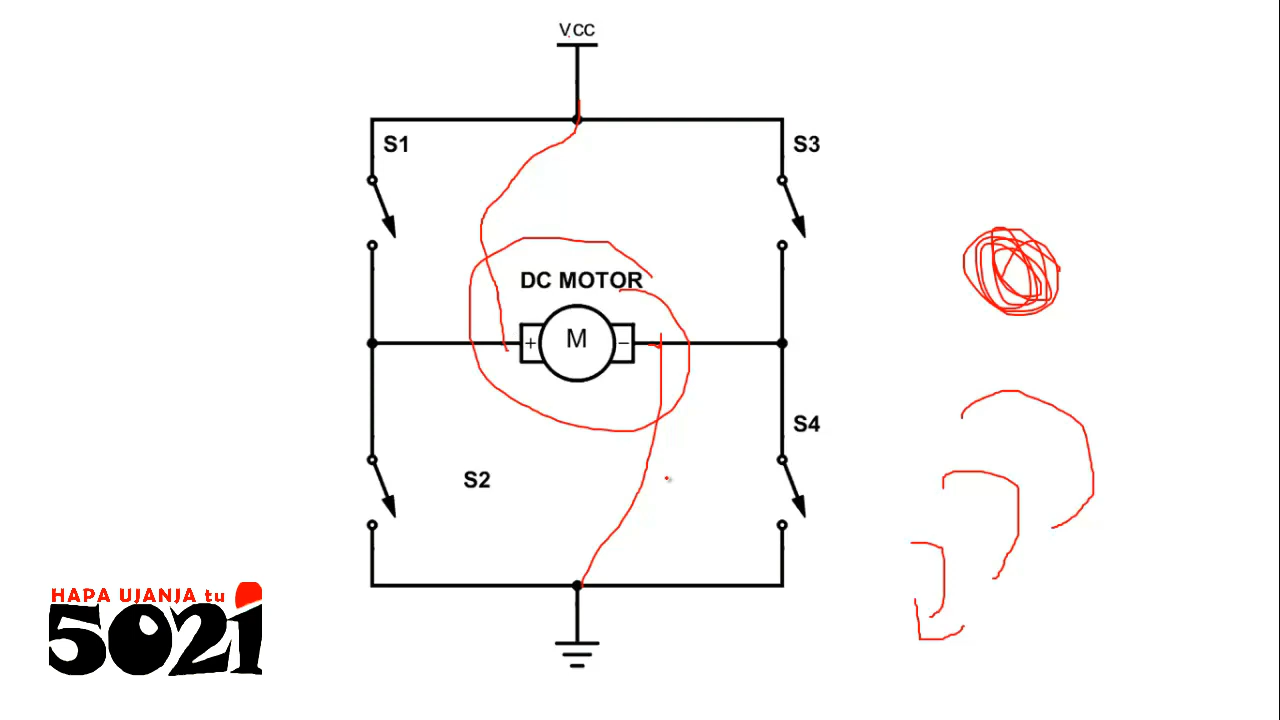 VCC
S1
S3
DC MOTOR
+ M −
S4
S2
HAPA UJANJA tu
5021